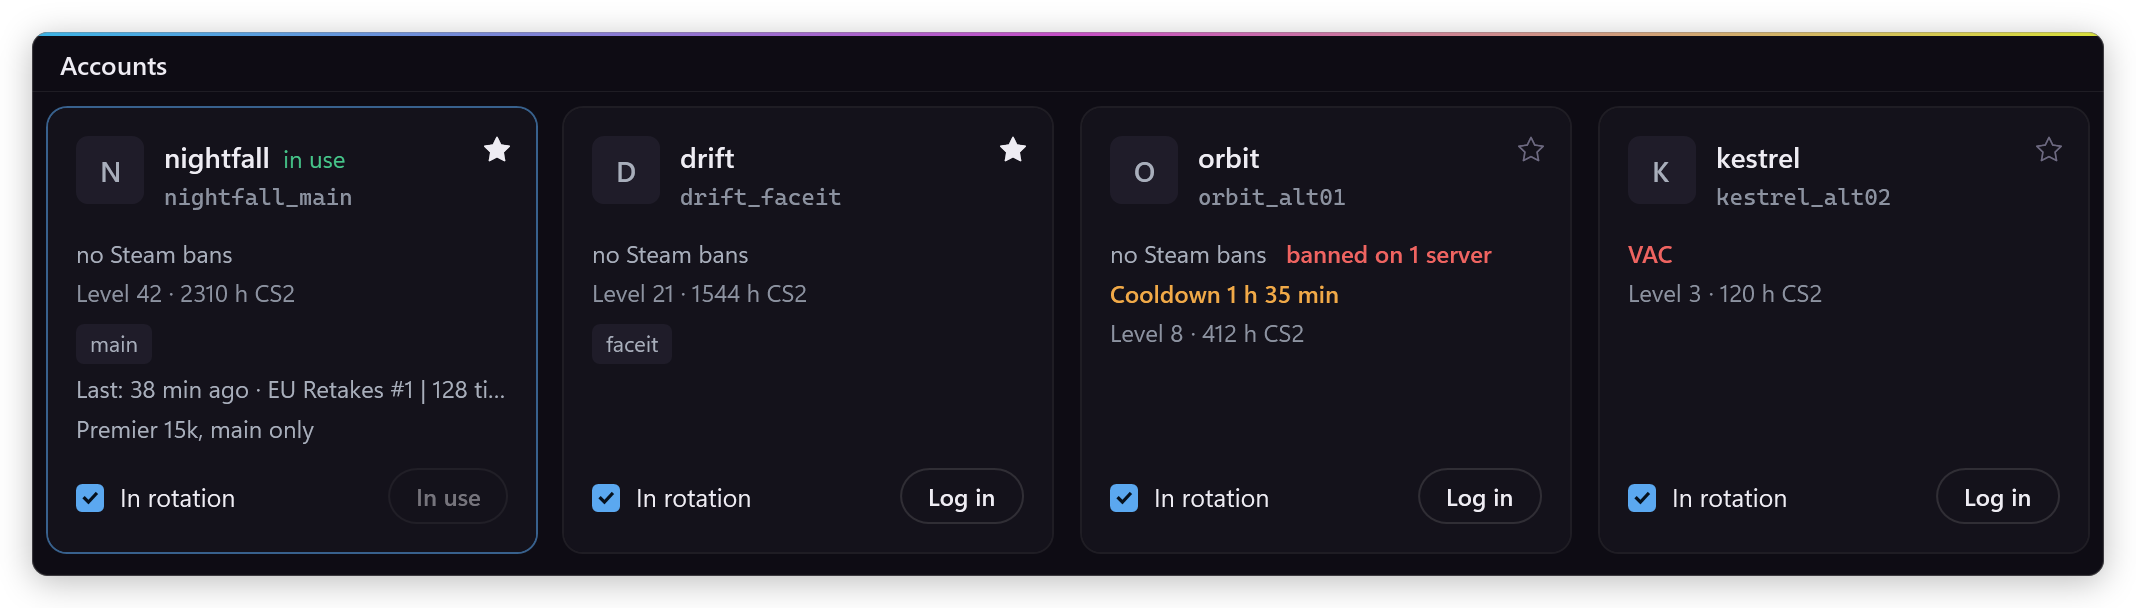 Accounts
N
nightfall in use
nightfall_main
no Steam bans
Level 42 · 2310 h CS2
main
Last: 38 min ago · EU Retakes #1 | 128 ti...
Premier 15k, main only
In rotation
In use
D
drift
drift_faceit
no Steam bans
Level 21 · 1544 h CS2
faceit
In rotation
Log in
O
orbit
orbit_alt01
no Steam bans banned on 1 server
Cooldown 1 h 35 min
Level 8 · 412 h CS2
In rotation
Log in
K
kestrel
kestrel_alt02
VAC
Level 3 · 120 h CS2
In rotation
Log in